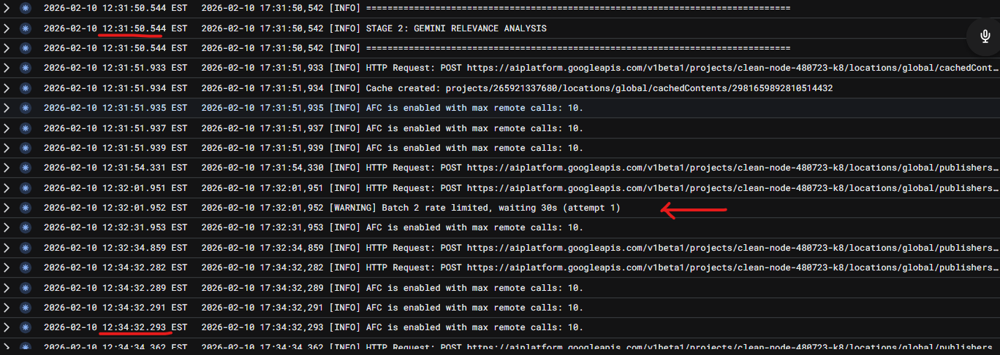 2026-02-10 12:31:50.544 EST 2026-02-10 17:31:50,542 [INFO] ================================================================================
2026-02-10 12:31:50.544 EST 2026-02-10 17:31:50,542 [INFO] STAGE 2: GEMINI RELEVANCE ANALYSIS
2026-02-10 12:31:50.544 EST 2026-02-10 17:31:50,542 [INFO] ================================================================================
2026-02-10 12:31:51.933 EST 2026-02-10 17:31:51,933 [INFO] HTTP Request: POST https://aiplatform.googleapis.com/v1beta1/projects/clean-node-480723-k8/locations/global/cachedCont…
2026-02-10 12:31:51.934 EST 2026-02-10 17:31:51,934 [INFO] Cache created: projects/265921337680/locations/global/cachedContents/2981659892810514432
2026-02-10 12:31:51.935 EST 2026-02-10 17:31:51,935 [INFO] AFC is enabled with max remote calls: 10.
2026-02-10 12:31:51.937 EST 2026-02-10 17:31:51,937 [INFO] AFC is enabled with max remote calls: 10.
2026-02-10 12:31:51.939 EST 2026-02-10 17:31:51,939 [INFO] AFC is enabled with max remote calls: 10.
2026-02-10 12:31:54.331 EST 2026-02-10 17:31:54,330 [INFO] HTTP Request: POST https://aiplatform.googleapis.com/v1beta1/projects/clean-node-480723-k8/locations/global/publishers…
2026-02-10 12:32:01.951 EST 2026-02-10 17:32:01,951 [INFO] HTTP Request: POST https://aiplatform.googleapis.com/v1beta1/projects/clean-node-480723-k8/locations/global/publishers…
2026-02-10 12:32:01.952 EST 2026-02-10 17:32:01,952 [WARNING] Batch 2 rate limited, waiting 30s (attempt 1)
2026-02-10 12:32:31.953 EST 2026-02-10 17:32:31,953 [INFO] AFC is enabled with max remote calls: 10.
2026-02-10 12:32:34.859 EST 2026-02-10 17:32:34,859 [INFO] HTTP Request: POST https://aiplatform.googleapis.com/v1beta1/projects/clean-node-480723-k8/locations/global/publishers…
2026-02-10 12:34:32.282 EST 2026-02-10 17:34:32,282 [INFO] HTTP Request: POST https://aiplatform.googleapis.com/v1beta1/projects/clean-node-480723-k8/locations/global/publishers…
2026-02-10 12:34:32.289 EST 2026-02-10 17:34:32,289 [INFO] AFC is enabled with max remote calls: 10.
2026-02-10 12:34:32.291 EST 2026-02-10 17:34:32,291 [INFO] AFC is enabled with max remote calls: 10.
2026-02-10 12:34:32.293 EST 2026-02-10 17:34:32,293 [INFO] AFC is enabled with max remote calls: 10.
2026-02-10 12:34:34.362 EST 2026-02-10 17:34:34,362 [INFO] HTTP Request: POST https://aiplatform.googleapis.com/v1beta1/projects/clean-node-480723-k8/locations/global/publishers…